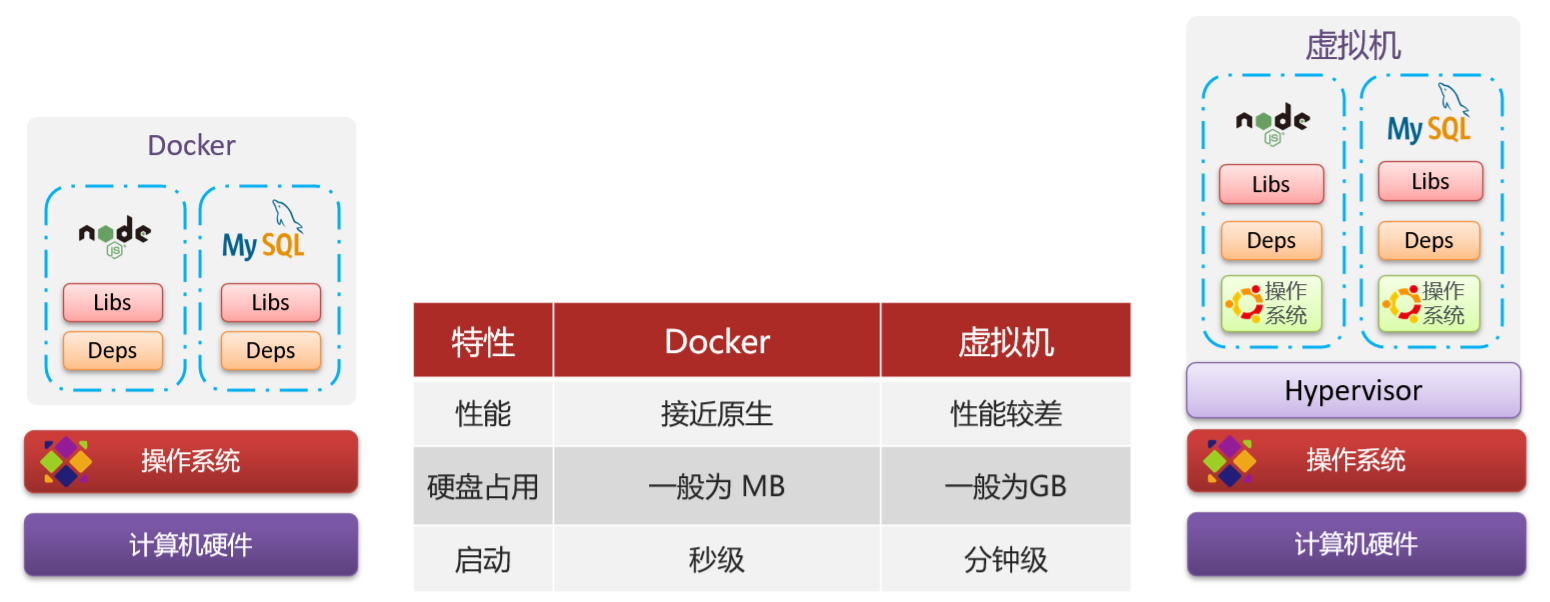 Docker
node
JS
MySQL
Libs
Libs
Deps
Deps
操作系统
计算机硬件
特性 Docker 虚拟机
性能 接近原生 性能较差
硬盘占用 一般为 MB 一般为GB
启动 秒级 分钟级
虚拟机
node
JS
MySQL
Libs
Libs
Deps
Deps
操作
系统
操作
系统
Hypervisor
操作系统
计算机硬件